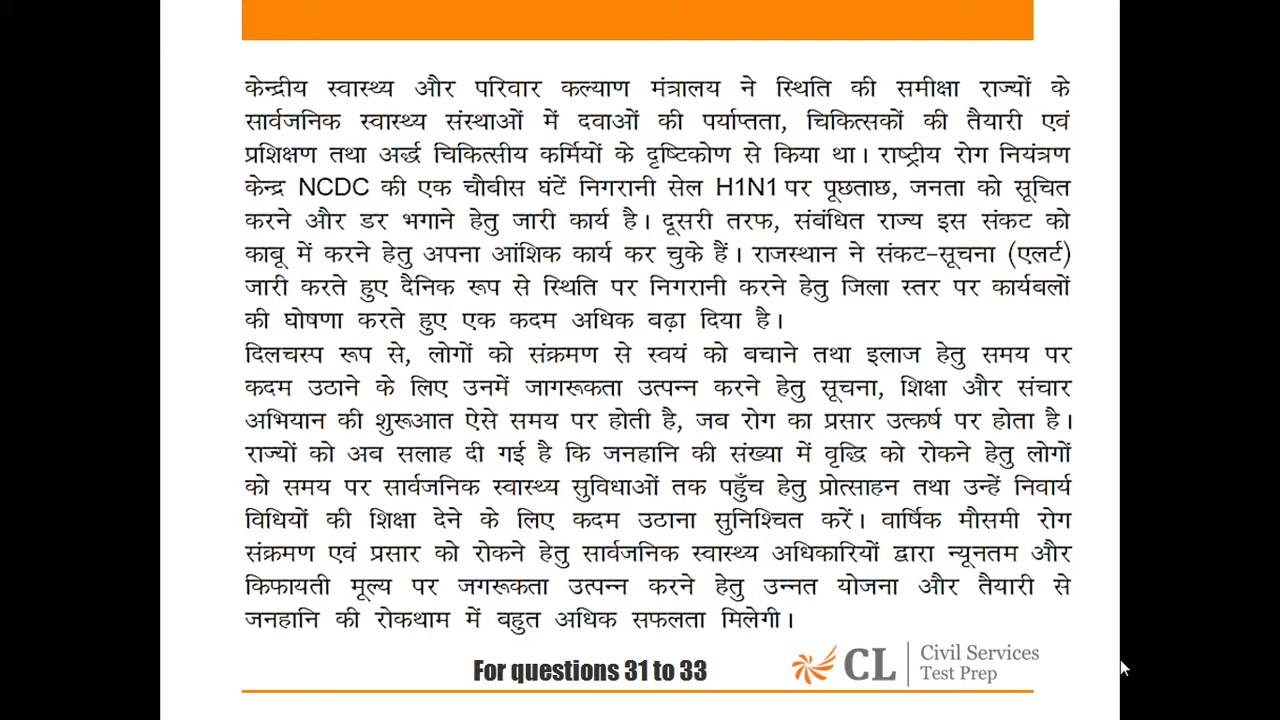 केन्द्रीय स्वास्थ्य और परिवार कल्याण मंत्रालय ने स्थिति की समीक्षा राज्यों के
सार्वजनिक स्वास्थ्य संस्थाओं में दवाओं की पर्याप्तता, चिकित्सकों की तैयारी एवं
प्रशिक्षण तथा अर्द्ध चिकित्सीय कर्मियों के दृष्टिकोण से किया था। राष्ट्रीय रोग नियंत्रण
केन्द्र NCDC की एक चौबीस घंटें निगरानी सेल H1N1 पर पूछताछ, जनता को सूचित
करने और डर भगाने हेतु जारी कार्य है। दूसरी तरफ, संबंधित राज्य इस संकट को
काबू में करने हेतु अपना आंशिक कार्य कर चुके हैं। राजस्थान ने संकट-सूचना (एलर्ट)
जारी करते हुए दैनिक रूप से स्थिति पर निगरानी करने हेतु जिला स्तर पर कार्यबलों
की घोषणा करते हुए एक कदम अधिक बढ़ा दिया है।
दिलचस्प रूप से, लोगों को संक्रमण से स्वयं को बचाने तथा इलाज हेतु समय पर
कदम उठाने के लिए उनमें जागरूकता उत्पन्न करने हेतु सूचना, शिक्षा और संचार
अभियान की शुरूआत ऐसे समय पर होती है, जब रोग का प्रसार उत्कर्ष पर होता है।
राज्यों को अब सलाह दी गई है कि जनहानि की संख्या में वृद्धि को रोकने हेतु लोगों
को समय पर सार्वजनिक स्वास्थ्य सुविधाओं तक पहुँच हेतु प्रोत्साहन तथा उन्हें निवार्य
विधियों की शिक्षा देने के लिए कदम उठाना सुनिश्चित करें। वार्षिक मौसमी रोग
संक्रमण एवं प्रसार को रोकने हेतु सार्वजनिक स्वास्थ्य अधिकारियों द्वारा न्यूनतम और
किफायती मूल्य पर जगरूकता उत्पन्न करने हेतु उन्नत योजना और तैयारी से
जनहानि की रोकथाम में बहुत अधिक सफलता मिलेगी।
For questions 31 to 33
CL
Civil Services
Test Prep